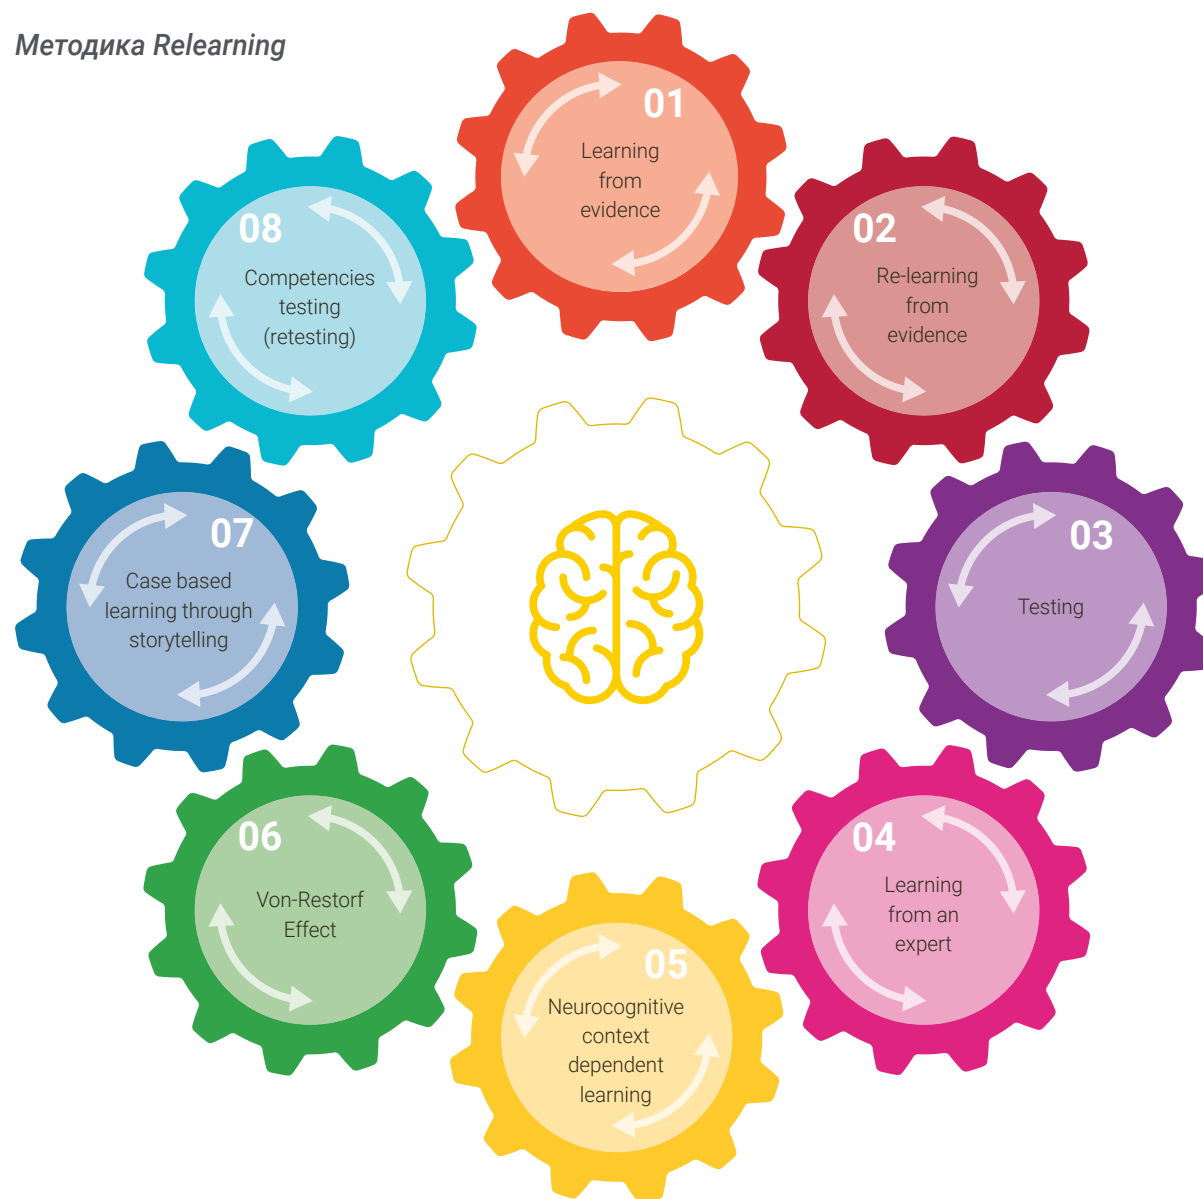 Методика Relearning
01
Learning
from
evidence
02
Re-learning
from
evidence
03
Testing
04
Learning
from an
expert
05
Neurocognitive
context
dependent
learning
06
Von-Restorf
Effect
07
Case based
learning through
storytelling
08
Competencies
testing
(retesting)